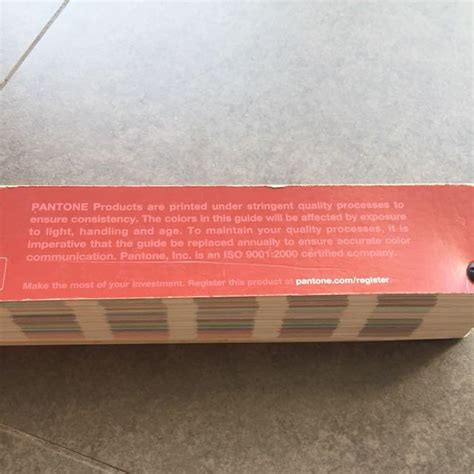 PANTONE Products are printed under stringent quality processes to
ensure consistency. The colors in this guide will be affected by exposure
to light, handling and age. To maintain your quality processes, it is
imperative that the guide be replaced annually to ensure accurate color
communication. Pantone, Inc. is an ISO 9001:2000 certified company.
Make the most of your investment. Register this product at pantone.com/register.